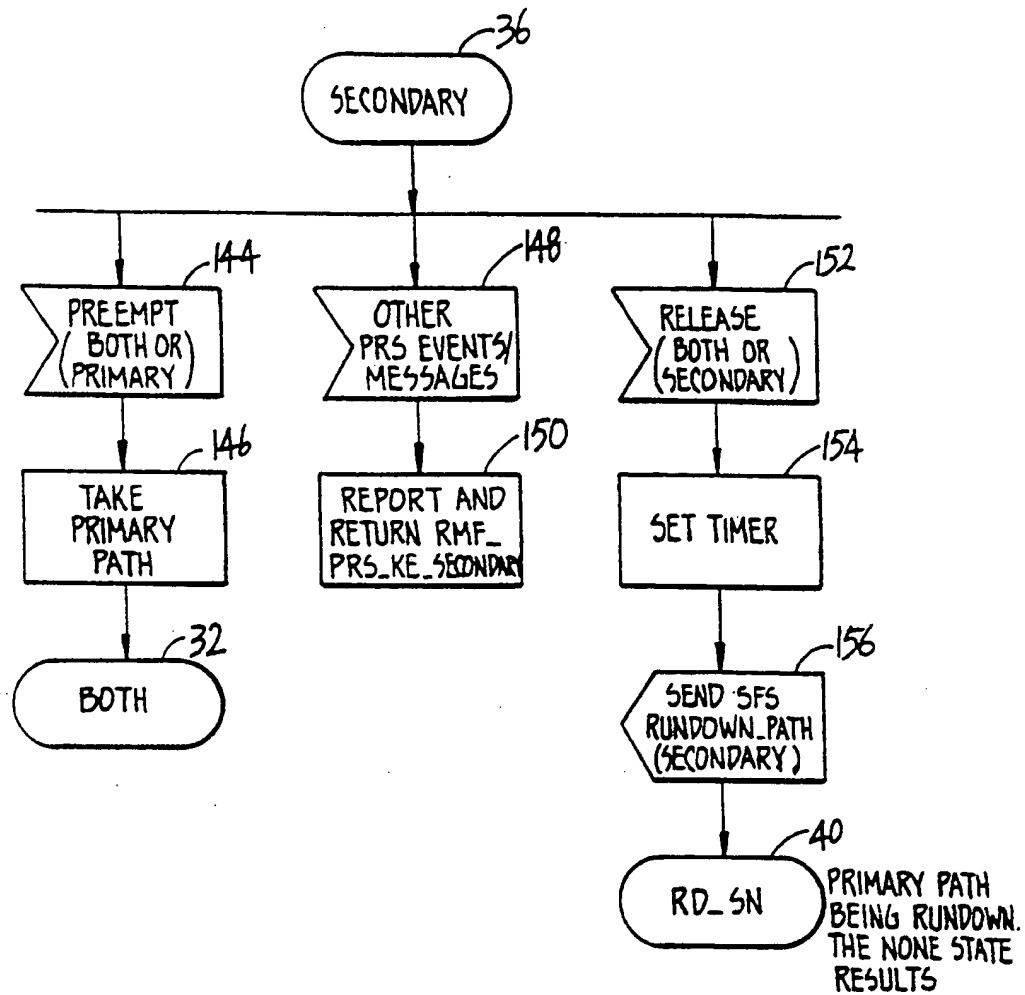 36
SECONDARY
144
PREEMPT
(BOTH OR
PRIMARY)
146
TAKE
PRIMARY
PATH
32
BOTH
148
OTHER
PRS EVENTS/
MESSAGES
150
REPORT AND
RETURN RMF_
PRS_KE_SECONDARY
152
RELEASE
(BOTH OR
SECONDARY)
154
SET TIMER
156
SEND SFS
RUNDOWN_PATH
(SECONDARY)
40
RD_SN
PRIMARY PATH
BEING RUNDOWN.
THE NONE STATE
RESULTS